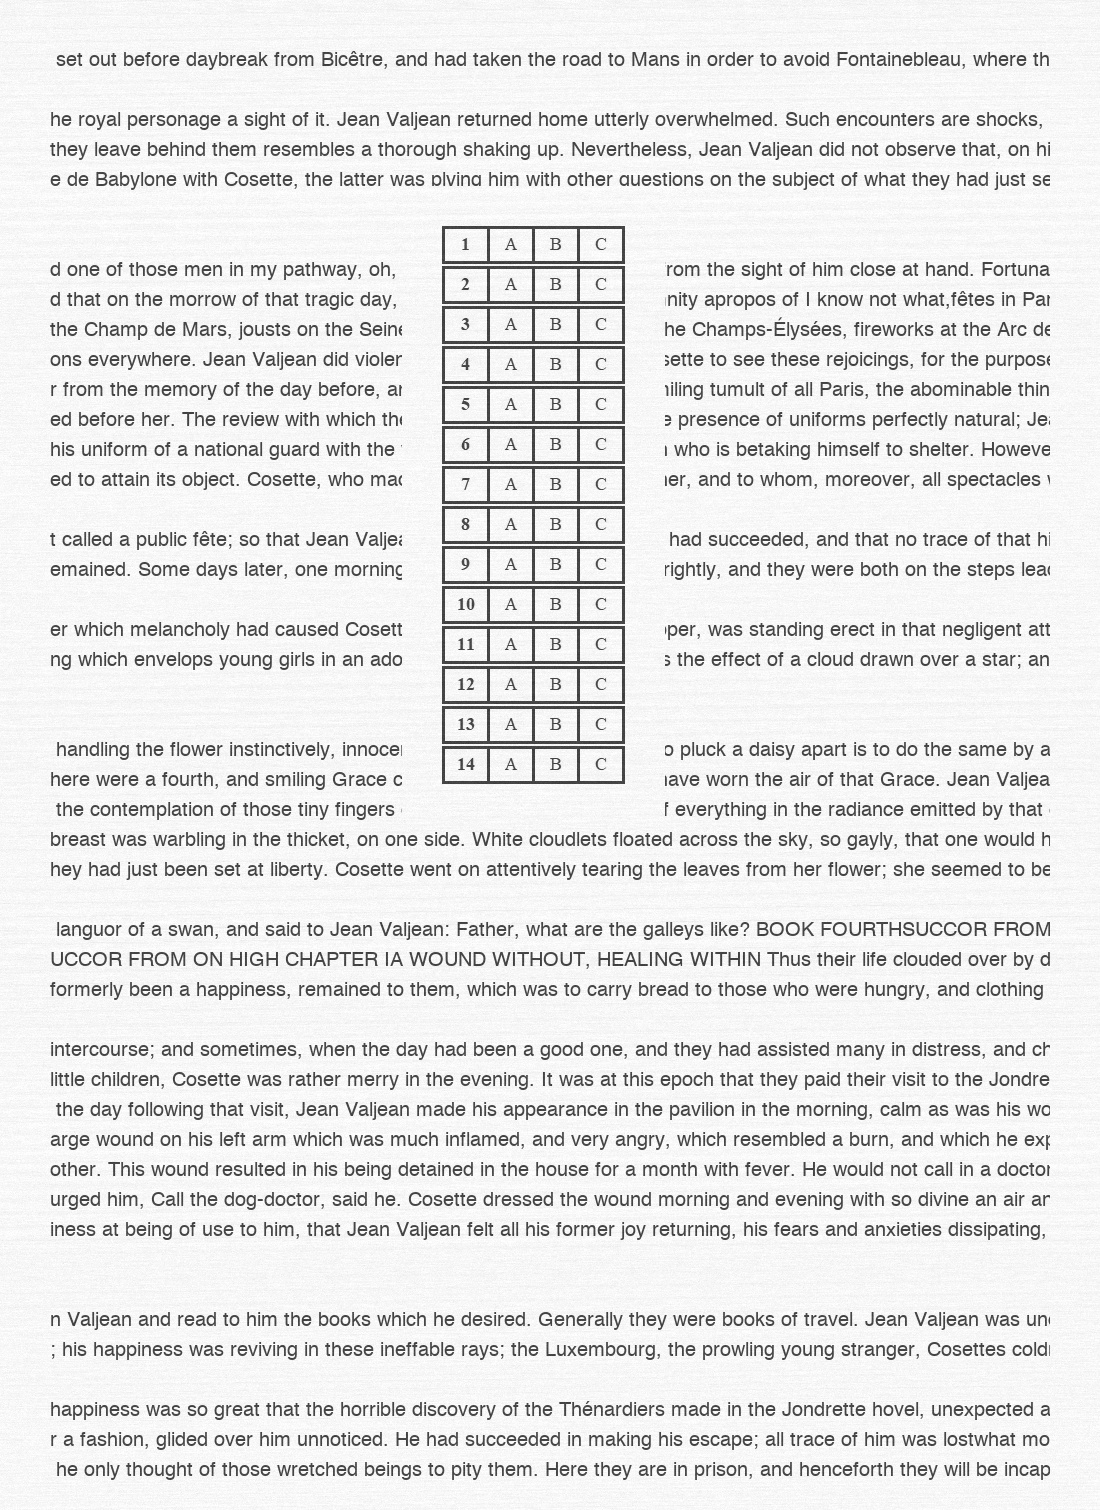 set out before daybreak from Bicêtre, and had taken the road to Mans in order to avoid Fontainebleau, where th
he royal personage a sight of it. Jean Valjean returned home utterly overwhelmed. Such encounters are shocks,
they leave behind them resembles a thorough shaking up. Nevertheless, Jean Valjean did not observe that, on hi
e de Babylone with Cosette, the latter was plying him with other questions on the subject of what they had just se
1 A B C
d one of those men in my pathway, oh, rom the sight of him close at hand. Fortuna
2 A B C
d that on the morrow of that tragic day, nity apropos of I know not what,fêtes in Par
3 A B C
the Champ de Mars, jousts on the Seine he Champs-Élysées, fireworks at the Arc de
4 A B C
ons everywhere. Jean Valjean did violen sette to see these rejoicings, for the purpose
r from the memory of the day before, an niling tumult of all Paris, the abominable thin
5 A B C
ed before her. The review with which the e presence of uniforms perfectly natural; Jea
6 A B C
his uniform of a national guard with the who is betaking himself to shelter. Howeve
7 A B C
ed to attain its object. Cosette, who mad her, and to whom, moreover, all spectacles
8 A B C
t called a public fête; so that Jean Valjea had succeeded, and that no trace of that hi
9 A B C
emained. Some days later, one morning rightly, and they were both on the steps lead
10 A B C
er which melancholy had caused Cosett per, was standing erect in that negligent att
11 A B C
ng which envelops young girls in an ado s the effect of a cloud drawn over a star; an
12 A B C
13 A B C
handling the flower instinctively, innocen o pluck a daisy apart is to do the same by a
14 A B C
here were a fourth, and smiling Grace c have worn the air of that Grace. Jean Valjea
the contemplation of those tiny fingers f everything in the radiance emitted by that
breast was warbling in the thicket, on one side. White cloudlets floated across the sky, so gayly, that one would h
hey had just been set at liberty. Cosette went on attentively tearing the leaves from her flower; she seemed to be
languor of a swan, and said to Jean Valjean: Father, what are the galleys like? BOOK FOURTHSUCCOR FROM
UCCOR FROM ON HIGH CHAPTER IA WOUND WITHOUT, HEALING WITHIN Thus their life clouded over by d
formerly been a happiness, remained to them, which was to carry bread to those who were hungry, and clothing
intercourse; and sometimes, when the day had been a good one, and they had assisted many in distress, and ch
little children, Cosette was rather merry in the evening. It was at this epoch that they paid their visit to the Jondre
the day following that visit, Jean Valjean made his appearance in the pavilion in the morning, calm as was his wo
arge wound on his left arm which was much inflamed, and very angry, which resembled a burn, and which he exp
other. This wound resulted in his being detained in the house for a month with fever. He would not call in a doctor
urged him, Call the dog-doctor, said he. Cosette dressed the wound morning and evening with so divine an air an
iness at being of use to him, that Jean Valjean felt all his former joy returning, his fears and anxieties dissipating,
n Valjean and read to him the books which he desired. Generally they were books of travel. Jean Valjean was und
; his happiness was reviving in these ineffable rays; the Luxembourg, the prowling young stranger, Cosettes coldn
happiness was so great that the horrible discovery of the Thénardiers made in the Jondrette hovel, unexpected a
r a fashion, glided over him unnoticed. He had succeeded in making his escape; all trace of him was lostwhat mo
he only thought of those wretched beings to pity them. Here they are in prison, and henceforth they will be incap